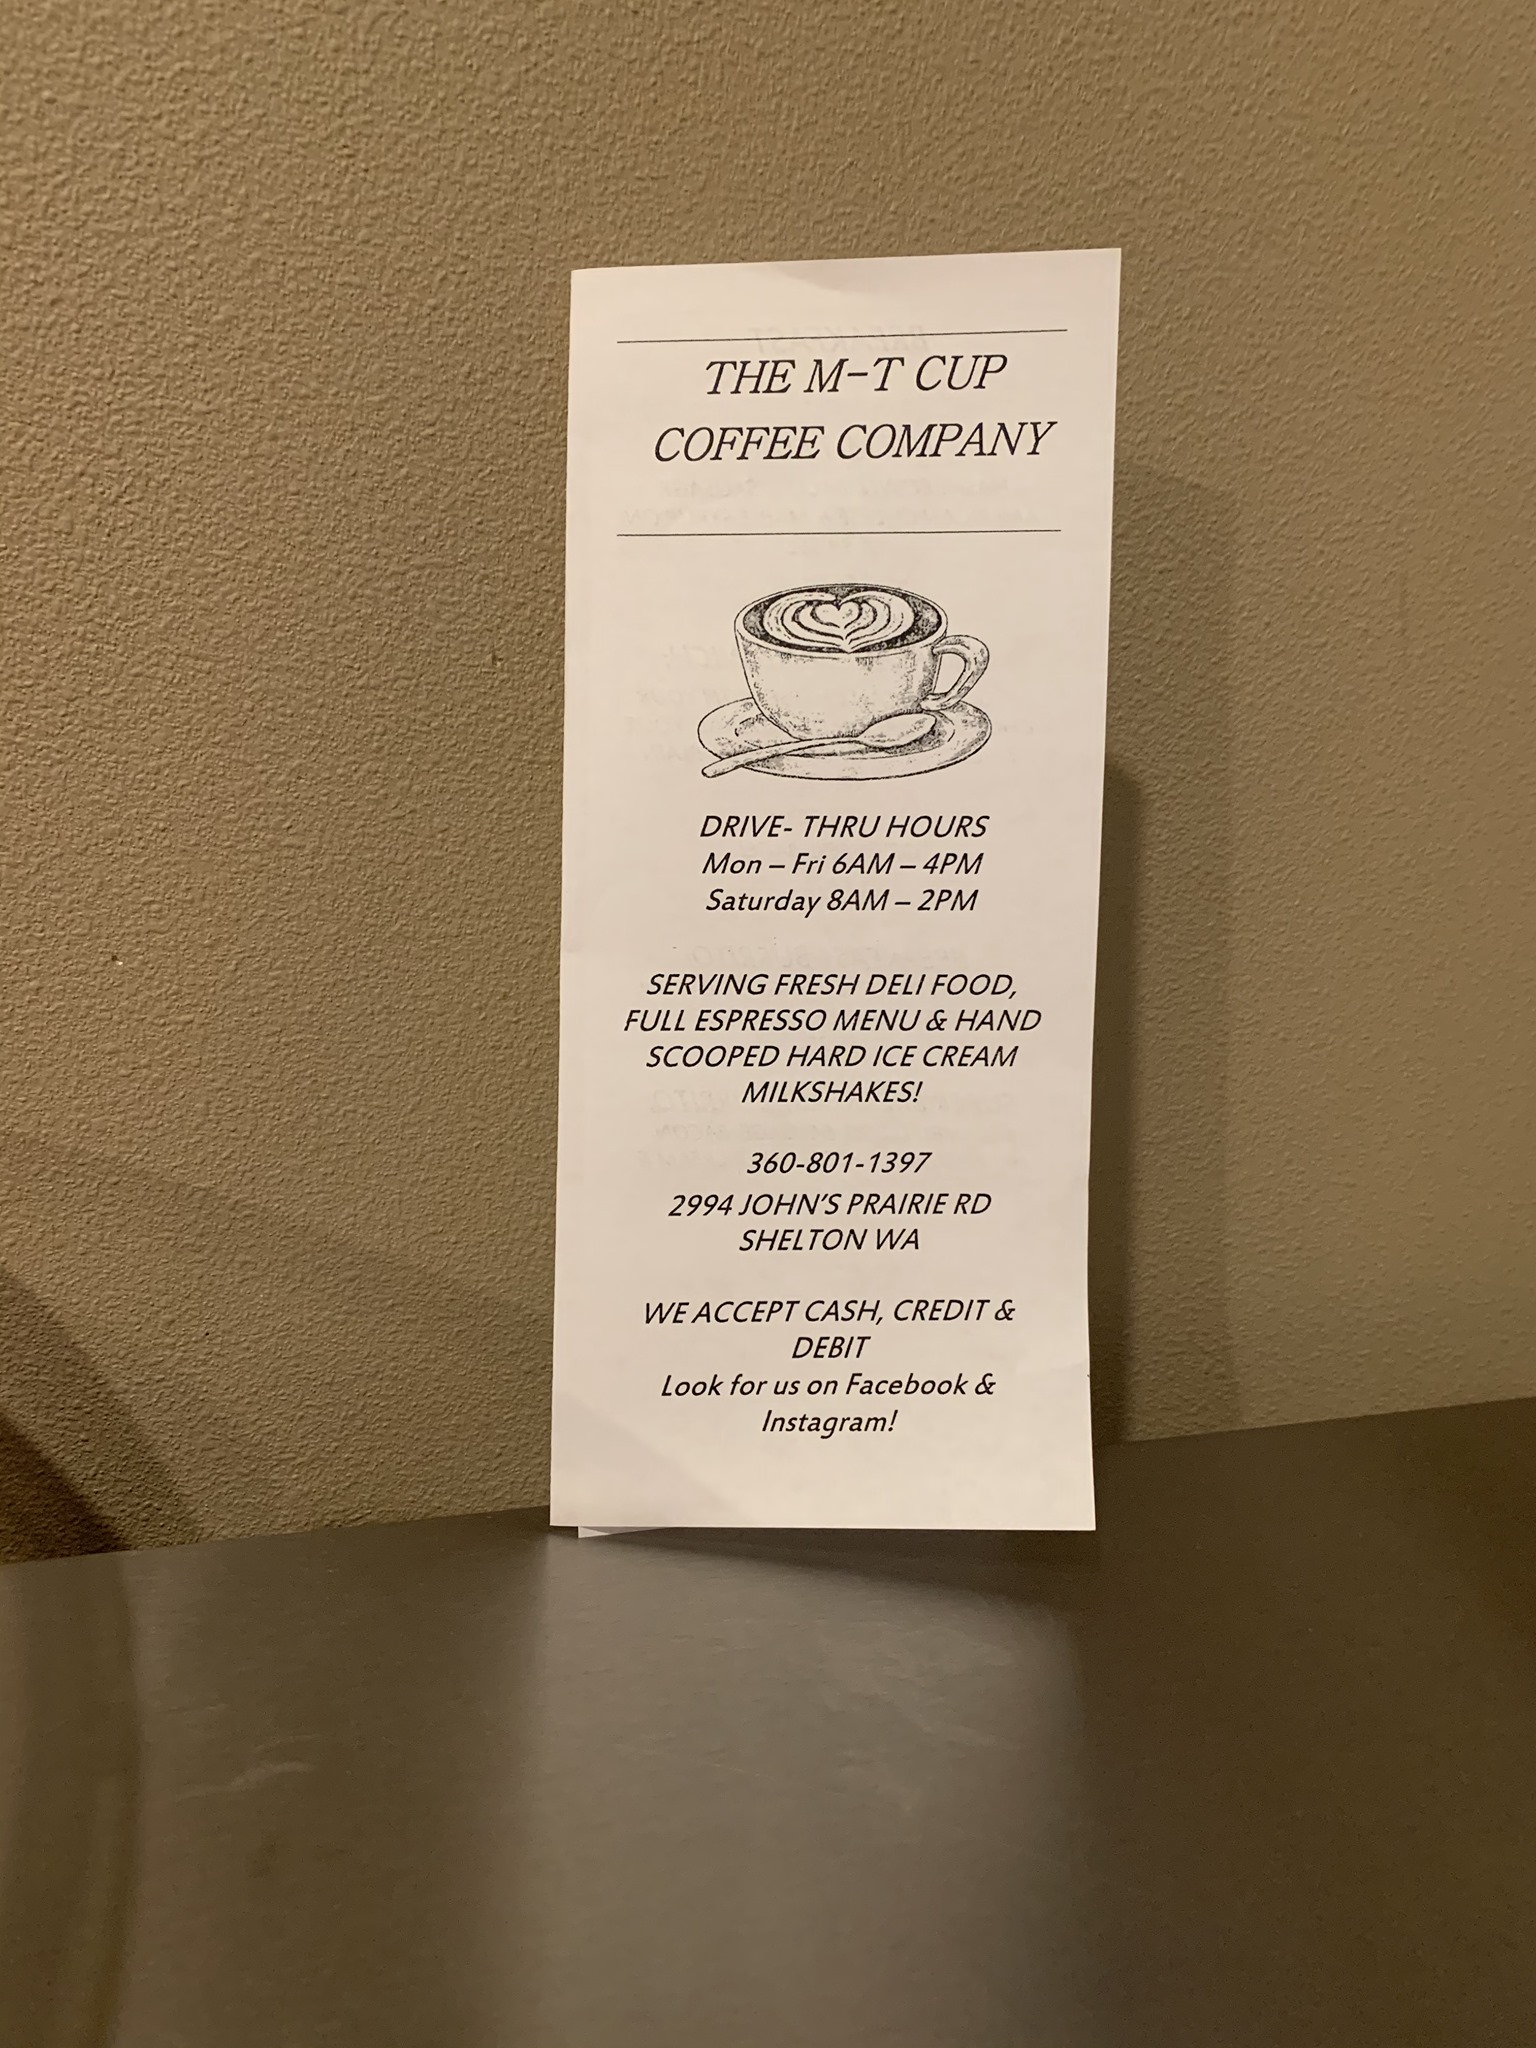 THE M-T CUP
COFFEE COMPANY
DRIVE- THRU HOURS
Mon – Fri 6AM – 4PM
Saturday 8AM – 2PM
SERVING FRESH DELI FOOD,
FULL ESPRESSO MENU & HAND
SCOOPED HARD ICE CREAM
MILKSHAKES!
360-801-1397
2994 JOHN'S PRAIRIE RD
SHELTON WA
WE ACCEPT CASH, CREDIT &
DEBIT
Look for us on Facebook &
Instagram!